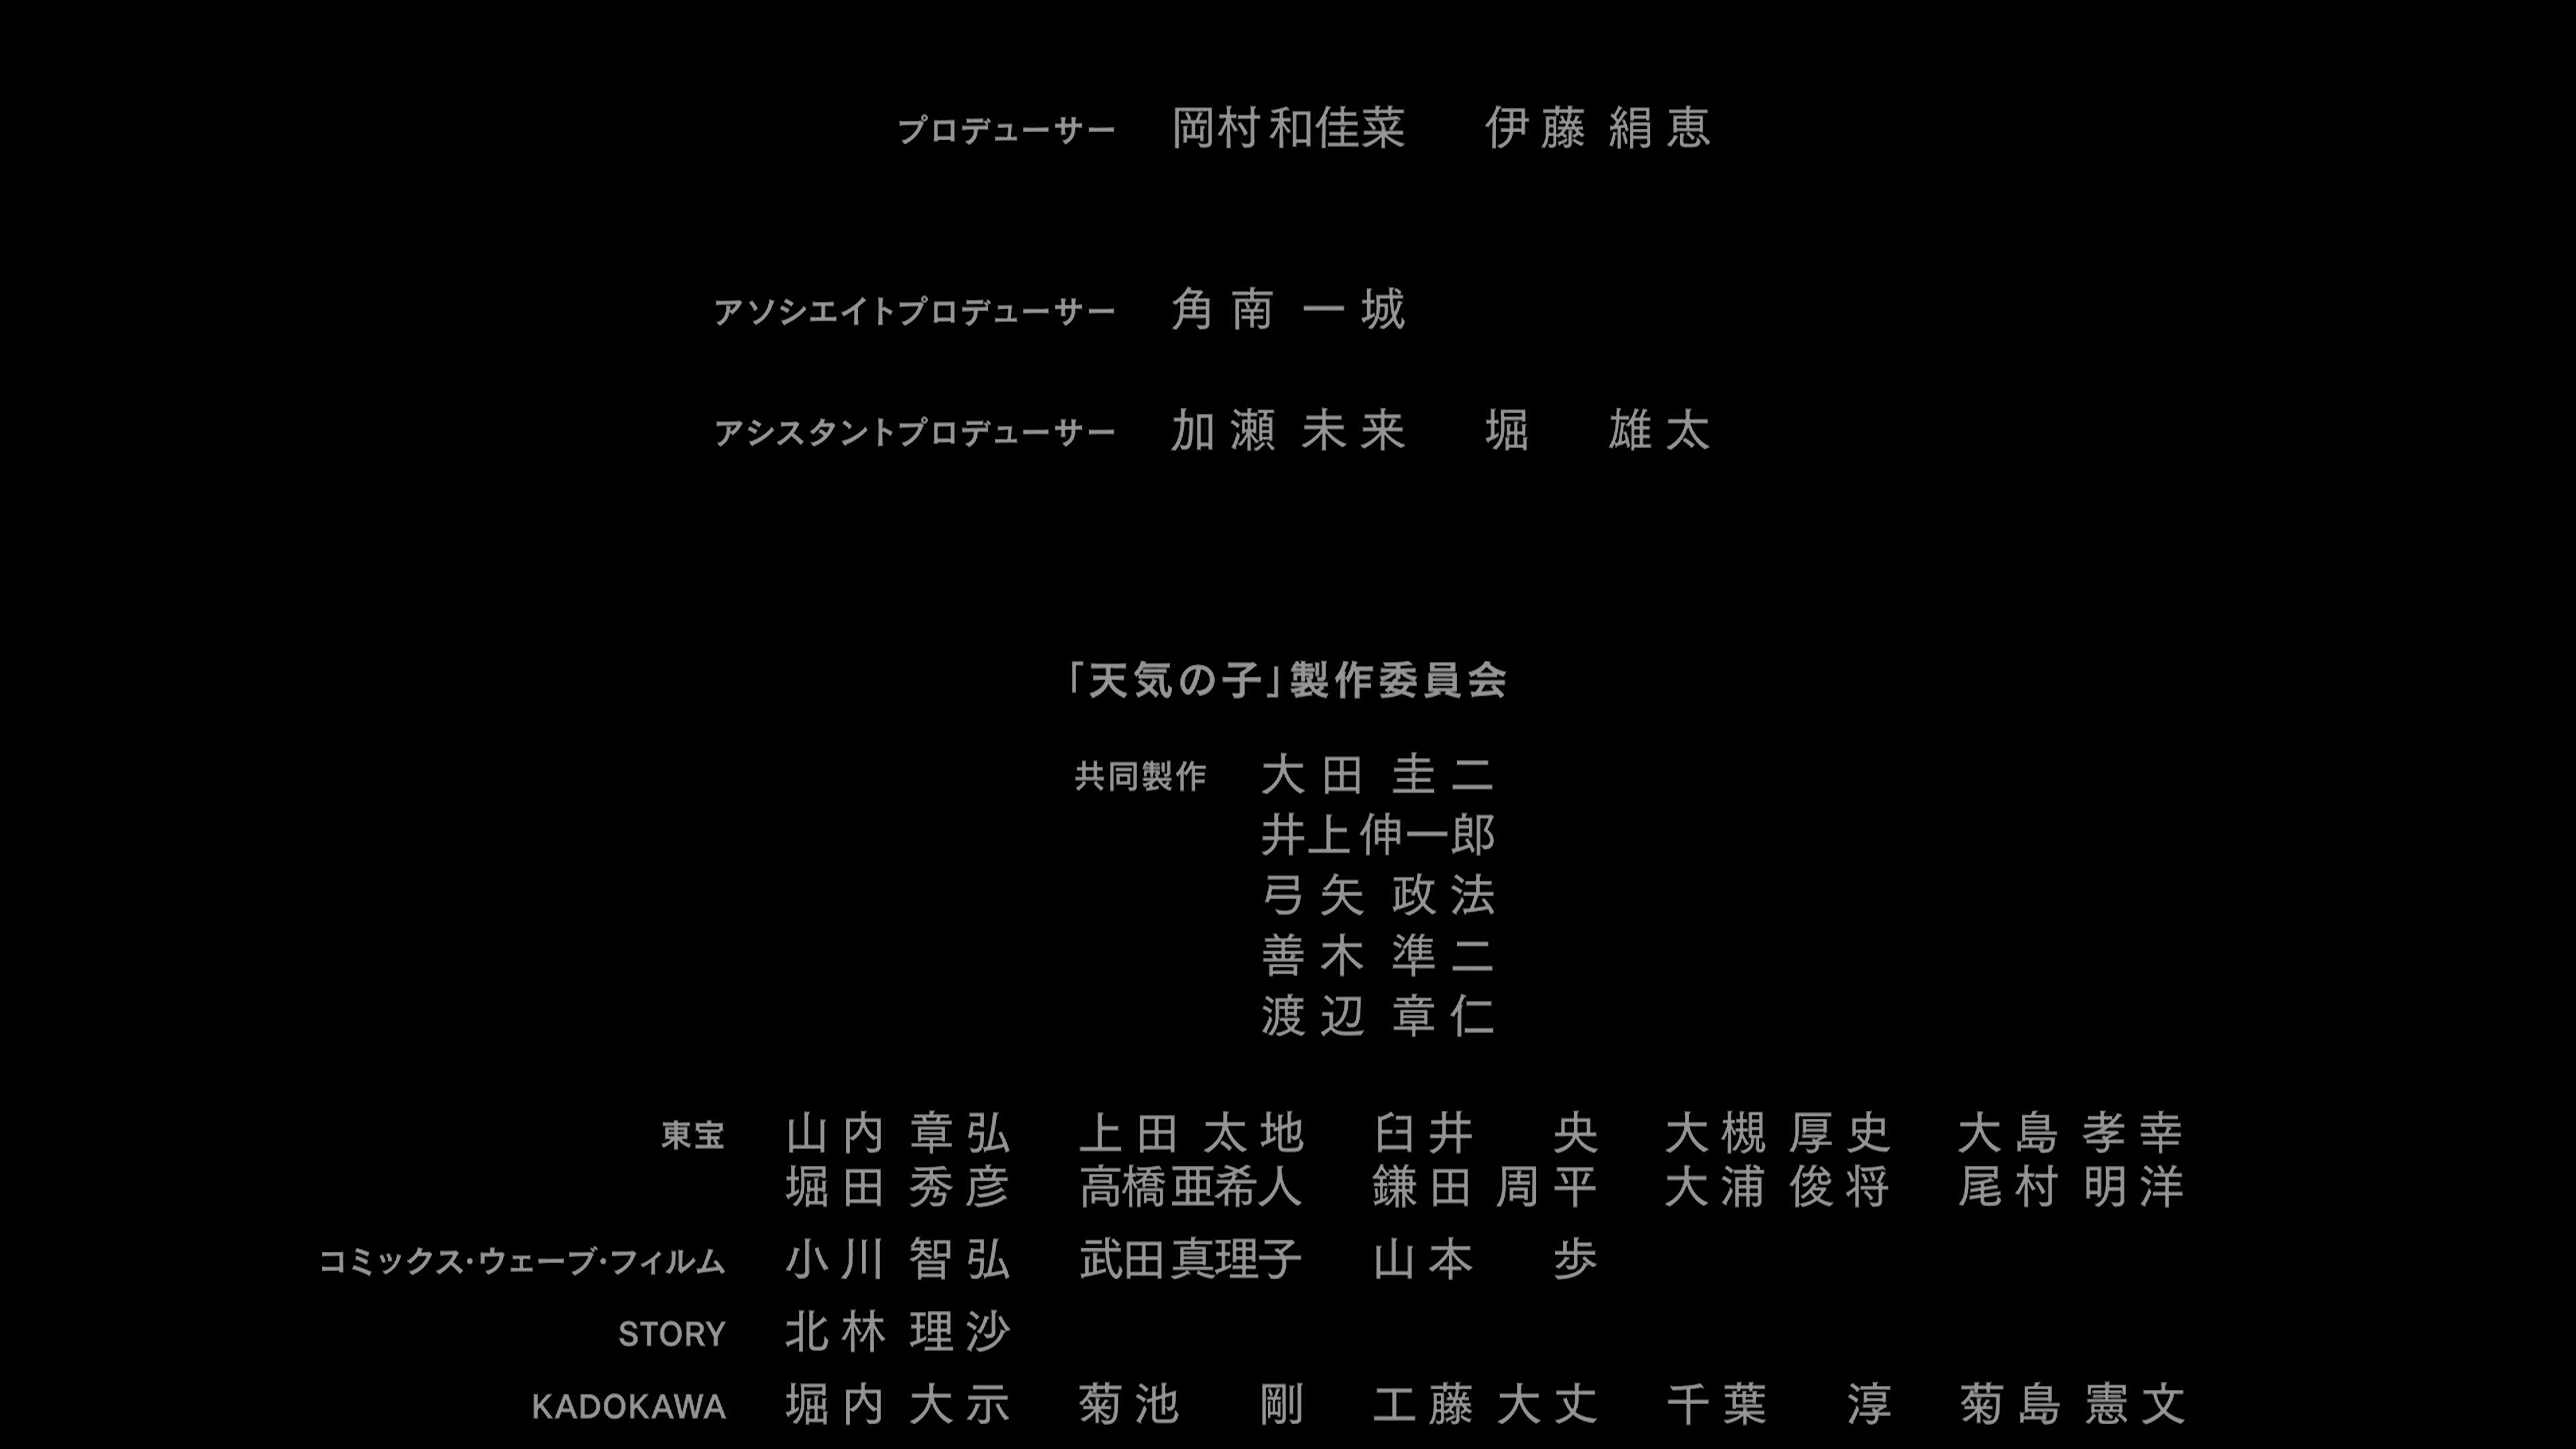 プロデューサー 岡村和佳菜 伊藤絹恵
アソシエイトプロデューサー 角南一城
アシスタントプロデューサー 加瀬未来 堀雄太
「天気の子」製作委員会
共同製作 大田圭二
井上伸一郎
弓矢政法
善木準二
渡辺章仁
東宝 山内章弘 上田太地 臼井央 大槻厚史 大島孝幸
堀田秀彦 高橋亜希人 鎌田周平 大浦俊将 尾村明洋
コミックス・ウェーブ・フィルム 小川智弘 武田真理子 山本歩
STORY 北林理沙
KADOKAWA 堀内大示 菊池剛 工藤大丈 千葉淳 菊島憲文